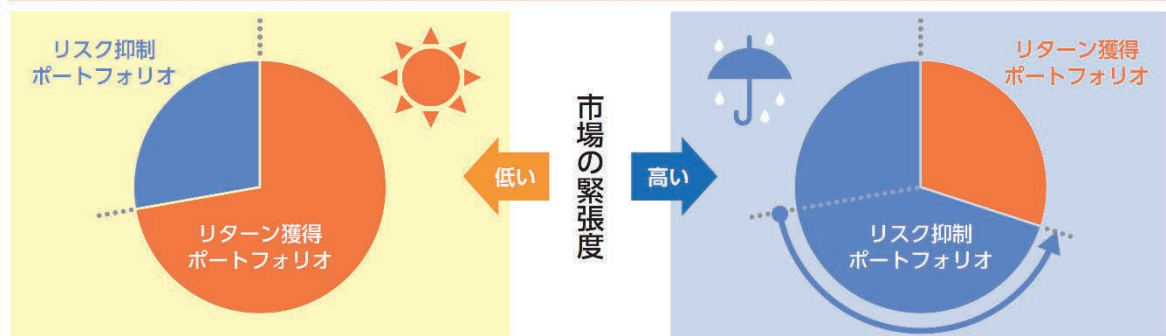 リスク抑制
ポートフォリオ
リターン獲得
ポートフォリオ
低い
市場の緊張度
高い
リターン獲得
ポートフォリオ
リスク抑制
ポートフォリオ